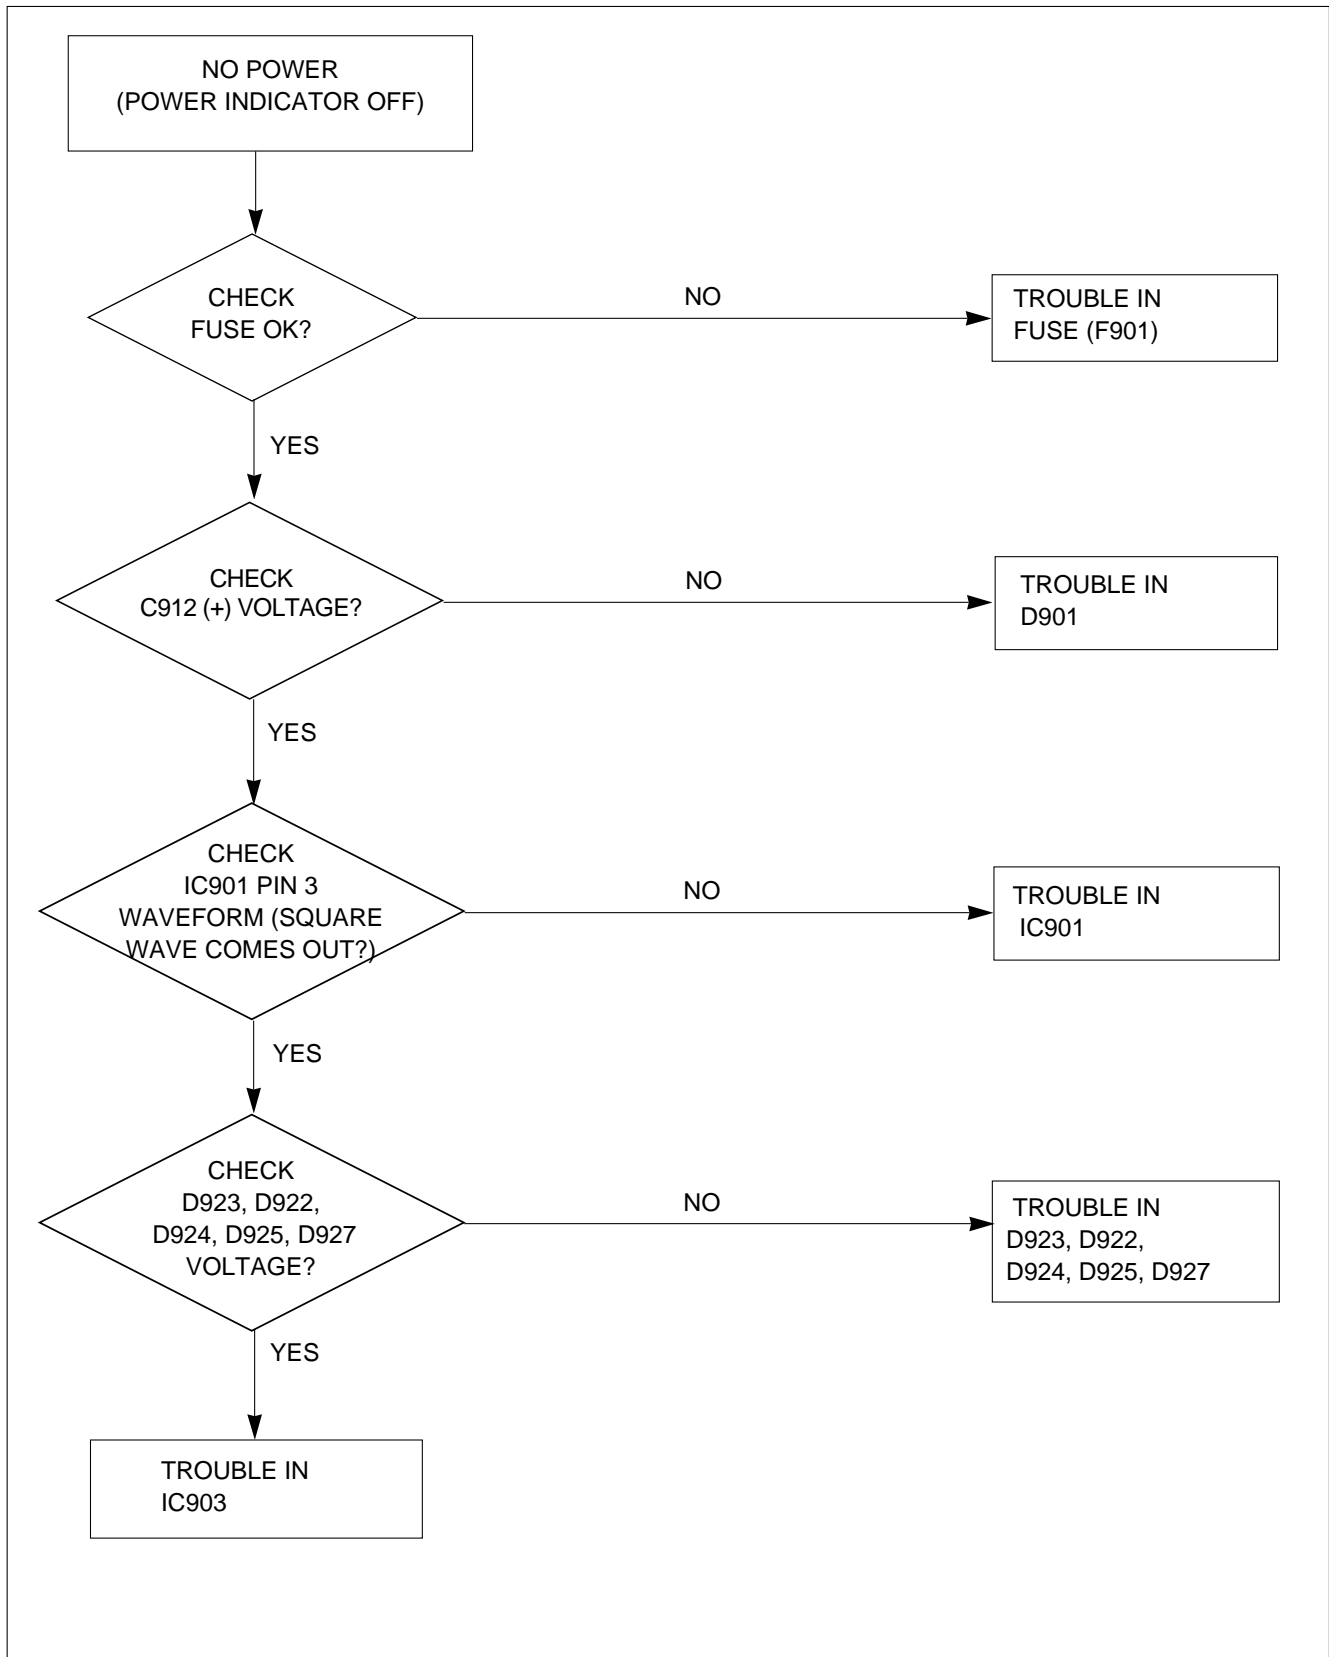 NO POWER
(POWER INDICATOR OFF)
CHECK
FUSE OK?
NO
TROUBLE IN
FUSE (F901)
YES
CHECK
C912 (+) VOLTAGE?
NO
TROUBLE IN
D901
YES
CHECK
IC901 PIN 3
WAVEFORM (SQUARE
WAVE COMES OUT?)
NO
TROUBLE IN
IC901
YES
CHECK
D923, D922,
D924, D925, D927
VOLTAGE?
NO
TROUBLE IN
D923, D922,
D924, D925, D927
YES
TROUBLE IN
IC903